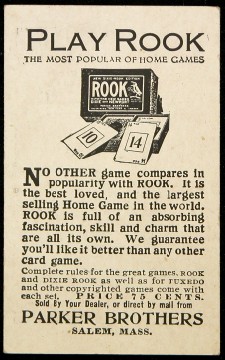 PLAY ROOK
THE MOST POPULAR OF HOME GAMES
ROOK
DIXIE AND NEWPORT
10
14
NO OTHER game compares in
popularity with ROOK. It is
the best loved, and the largest
selling Home Game in the world.
ROOK is full of an absorbing
fascination, skill and charm that
are all its own. We guarantee
you'll like it better than any other
card game.
Complete rules for the great games, ROOK
and DIXIE ROOK as well as for TUXEDO
and other copyrighted games come with
each set. PRICE 75 CENTS.
Sold By Your Dealer, or direct by mail from
PARKER BROTHERS
SALEM, MASS.